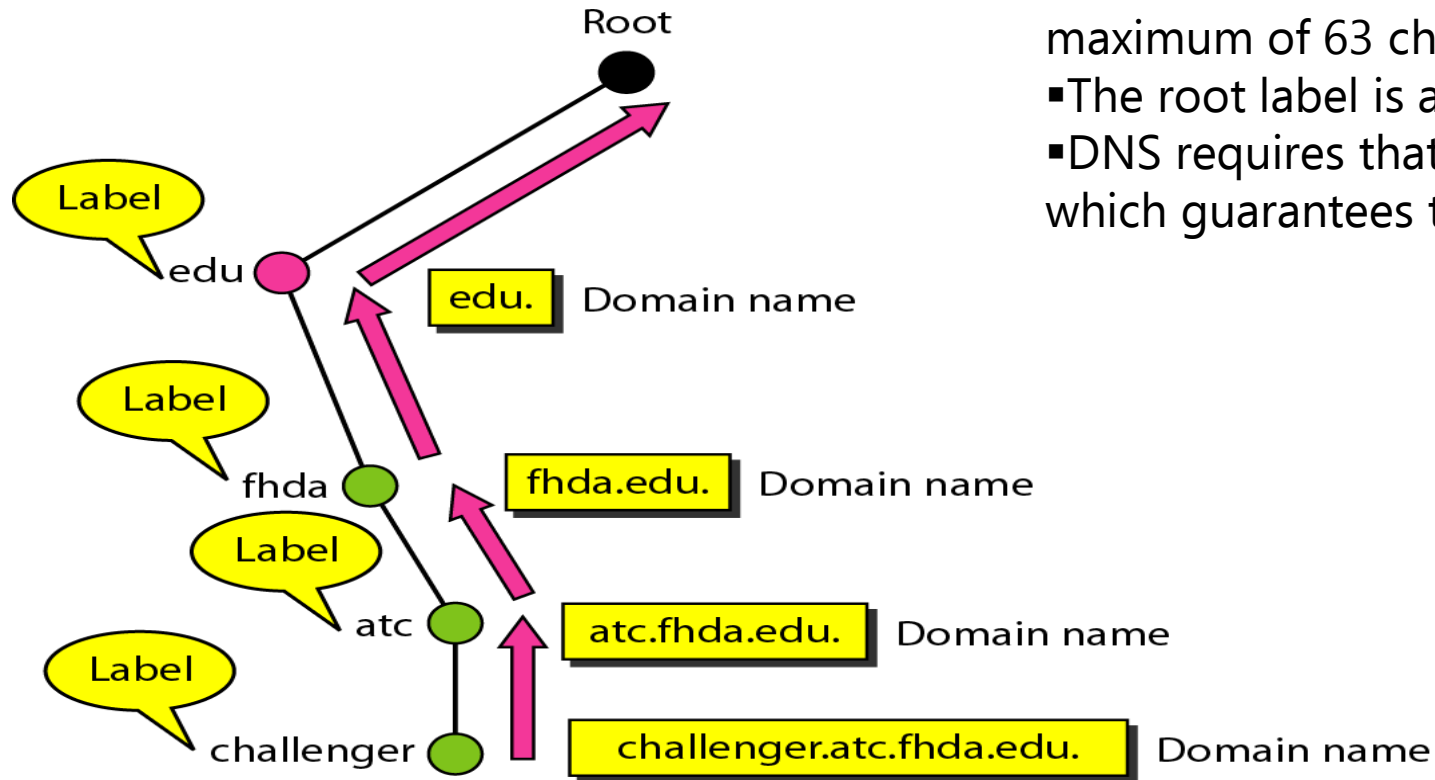 Root
maximum of 63 ch
▪The root label is a
▪DNS requires that
which guarantees t
Label
edu
edu. Domain name
Label
fhda
fhda.edu. Domain name
Label
atc
atc.fhda.edu. Domain name
Label
challenger
challenger.atc.fhda.edu. Domain name